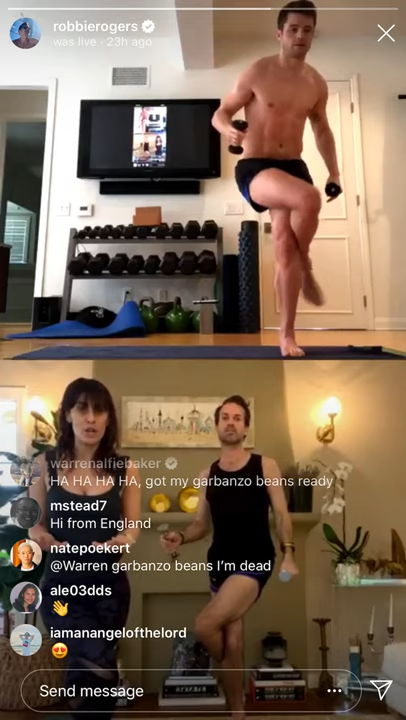 robbierogers
was live · 23h ago
warrenalfiebaker
HA HA HA HA, got my garbanzo beans ready
mstead7
Hi from England
natepoekert
@Warren garbanzo beans I'm dead
ale03dds
👋
iamanangelofthelord
😍
Send message